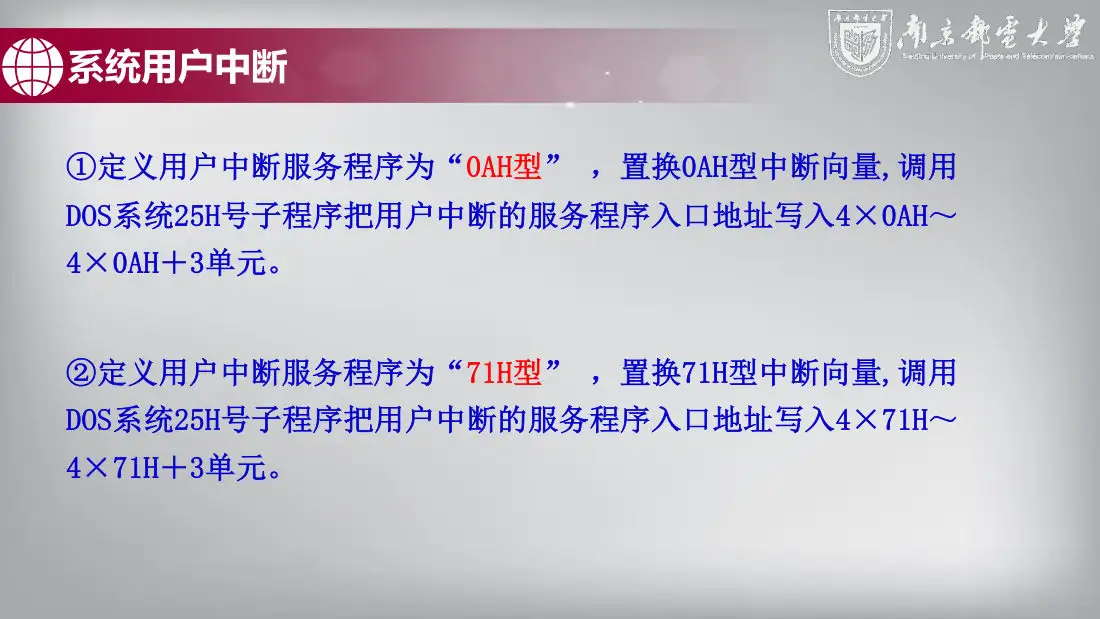 系统用户中断
南京邮电大学
Nanjing University of Posts and Telecommunications
①定义用户中断服务程序为“0AH型” ，置换0AH型中断向量,调用
DOS系统25H号子程序把用户中断的服务程序入口地址写入4×0AH～
4×0AH＋3单元。
②定义用户中断服务程序为“71H型” ，置换71H型中断向量,调用
DOS系统25H号子程序把用户中断的服务程序入口地址写入4×71H～
4×71H＋3单元。